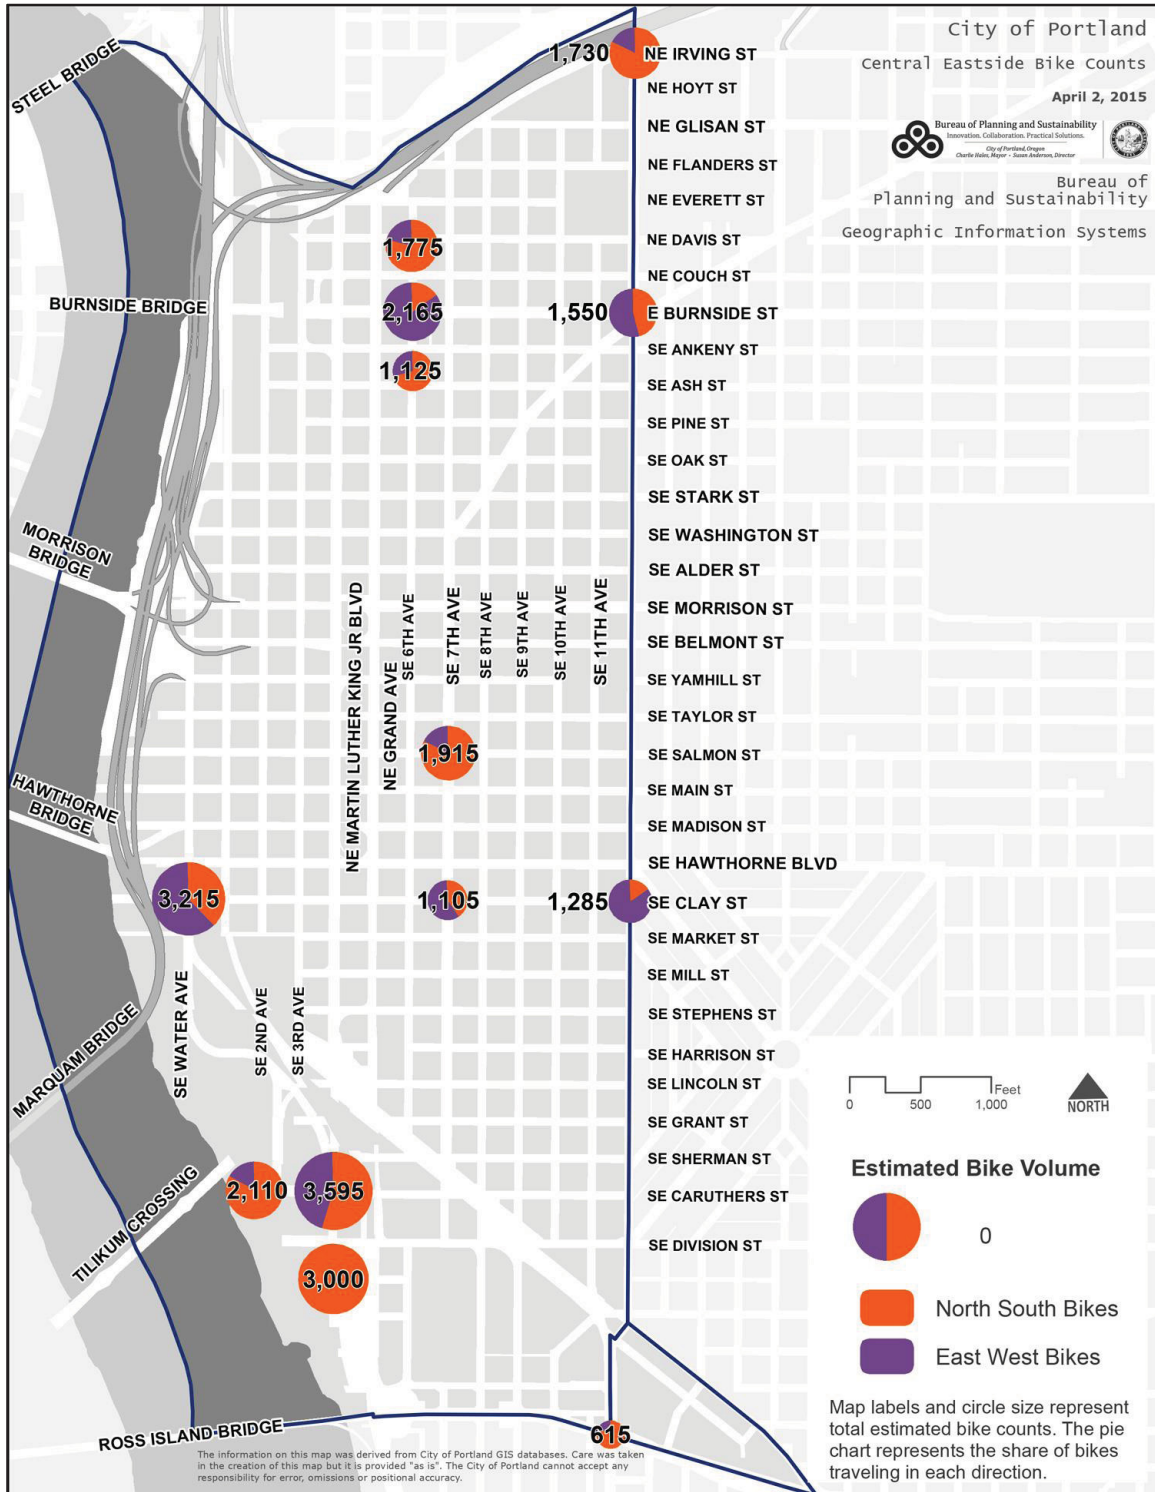 City of Portland
Central Eastside Bike Counts
April 2, 2015
Bureau of Planning and Sustainability
Innovation. Collaboration. Practical Solutions.
City of Portland, Oregon
Charlie Hales, Mayor • Susan Anderson, Director
Bureau of
Planning and Sustainability
Geographic Information Systems
STEEL BRIDGE
1,730
NE IRVING ST
NE HOYT ST
NE GLISAN ST
NE FLANDERS ST
NE EVERETT ST
1,775
NE DAVIS ST
NE COUCH ST
BURNSIDE BRIDGE
2,165
1,550
E BURNSIDE ST
SE ANKENY ST
1,125
SE ASH ST
SE PINE ST
SE OAK ST
SE STARK ST
SE WASHINGTON ST
MORRISON
BRIDGE
SE ALDER ST
SE MORRISON ST
SE BELMONT ST
NE MARTIN LUTHER KING JR BLVD
NE GRAND AVE
SE 6TH AVE
SE 7TH AVE
SE 8TH AVE
SE 9TH AVE
SE 10TH AVE
SE 11TH AVE
SE YAMHILL ST
SE TAYLOR ST
1,915
SE SALMON ST
SE MAIN ST
HAWTHORNE
BRIDGE
SE MADISON ST
SE HAWTHORNE BLVD
3,215
1,105
1,285
SE CLAY ST
SE MARKET ST
SE MILL ST
SE WATER AVE
SE 2ND AVE
SE 3RD AVE
SE STEPHENS ST
MARQUAM BRIDGE
SE HARRISON ST
SE LINCOLN ST
SE GRANT ST
SE SHERMAN ST
TILIKUM CROSSING
2,110
3,595
SE CARUTHERS ST
SE DIVISION ST
3,000
ROSS ISLAND BRIDGE
615
Feet
0 500 1,000
NORTH
Estimated Bike Volume
0
North South Bikes
East West Bikes
Map labels and circle size represent
total estimated bike counts. The pie
chart represents the share of bikes
traveling in each direction.
The information on this map was derived from City of Portland GIS databases. Care was taken
in the creation of this map but it is provided "as is". The City of Portland cannot accept any
responsibility for error, omissions or positional accuracy.